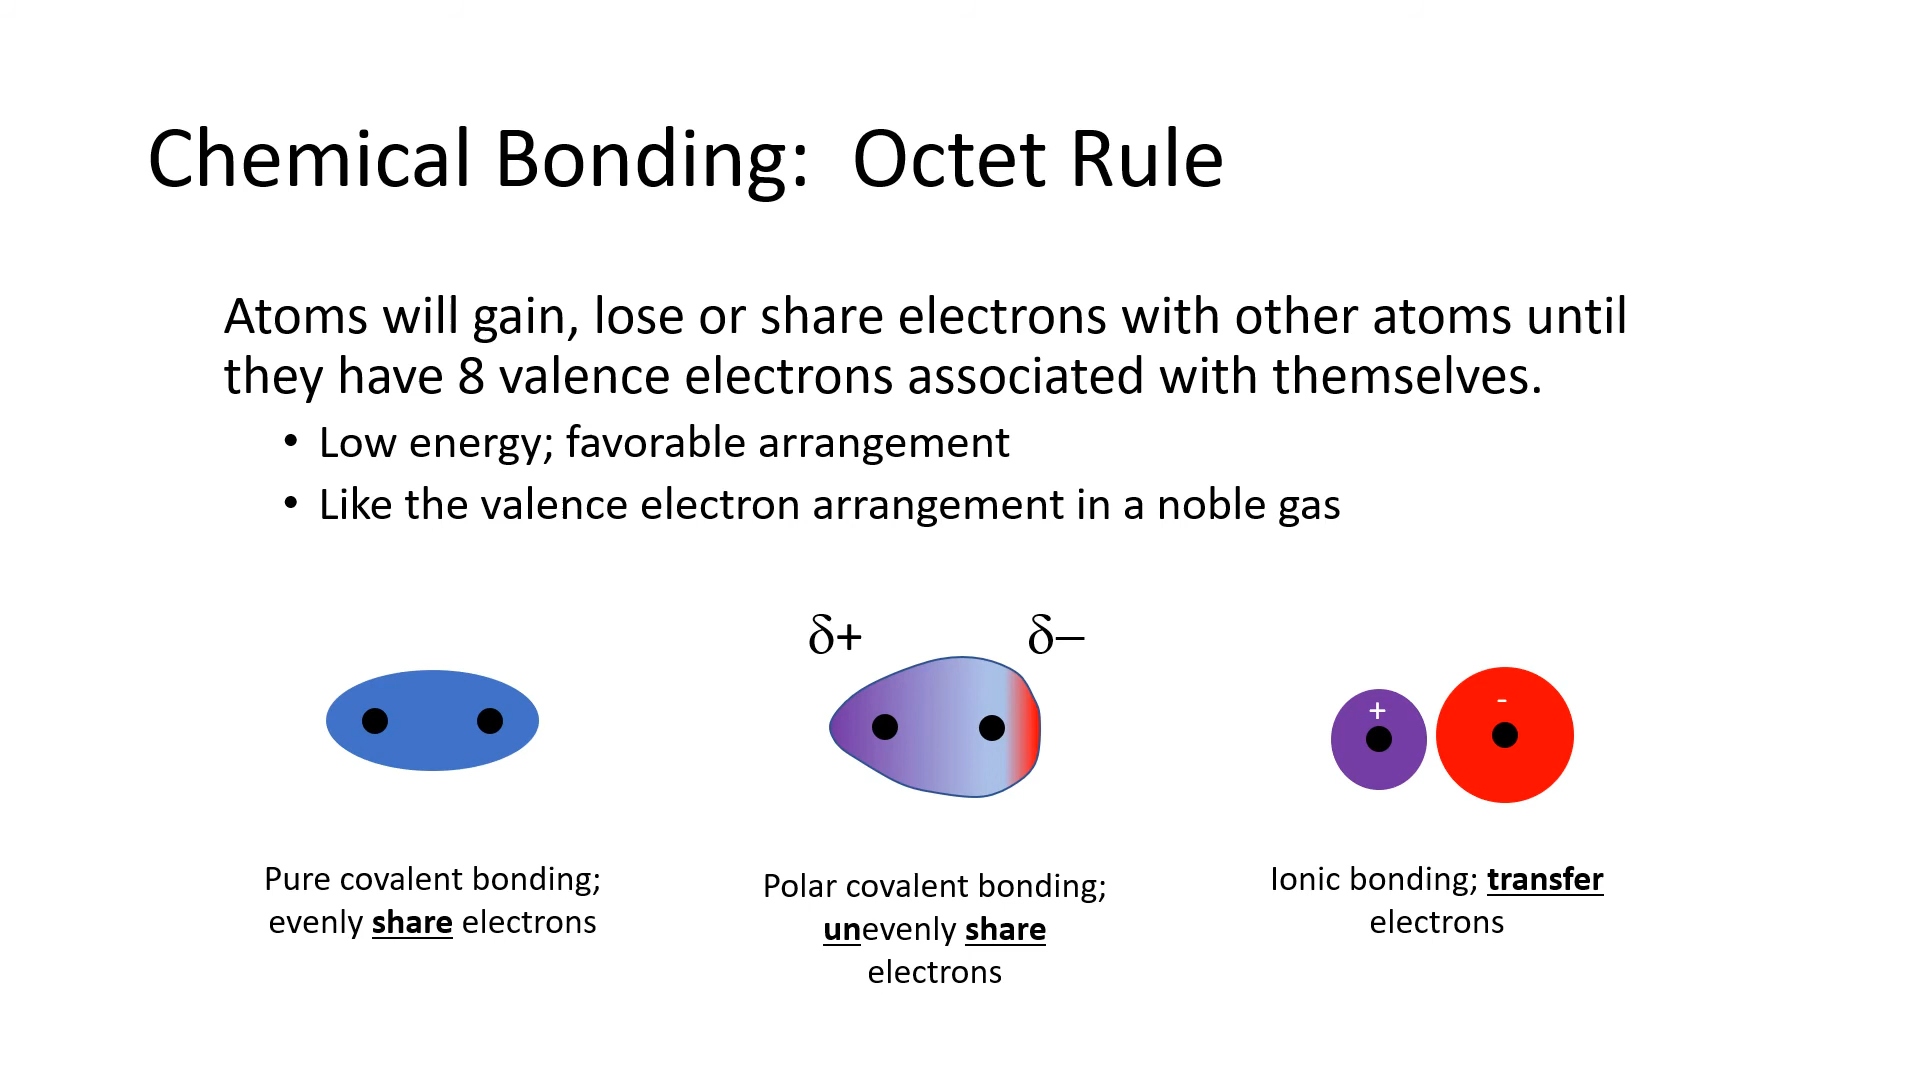 Chemical Bonding:  Octet Rule
Atoms will gain, lose or share electrons with other atoms until
they have 8 valence electrons associated with themselves.
• Low energy; favorable arrangement
• Like the valence electron arrangement in a noble gas
δ+
δ–
+
-
Pure covalent bonding;
evenly share electrons
Polar covalent bonding;
unevenly share
electrons
Ionic bonding; transfer
electrons